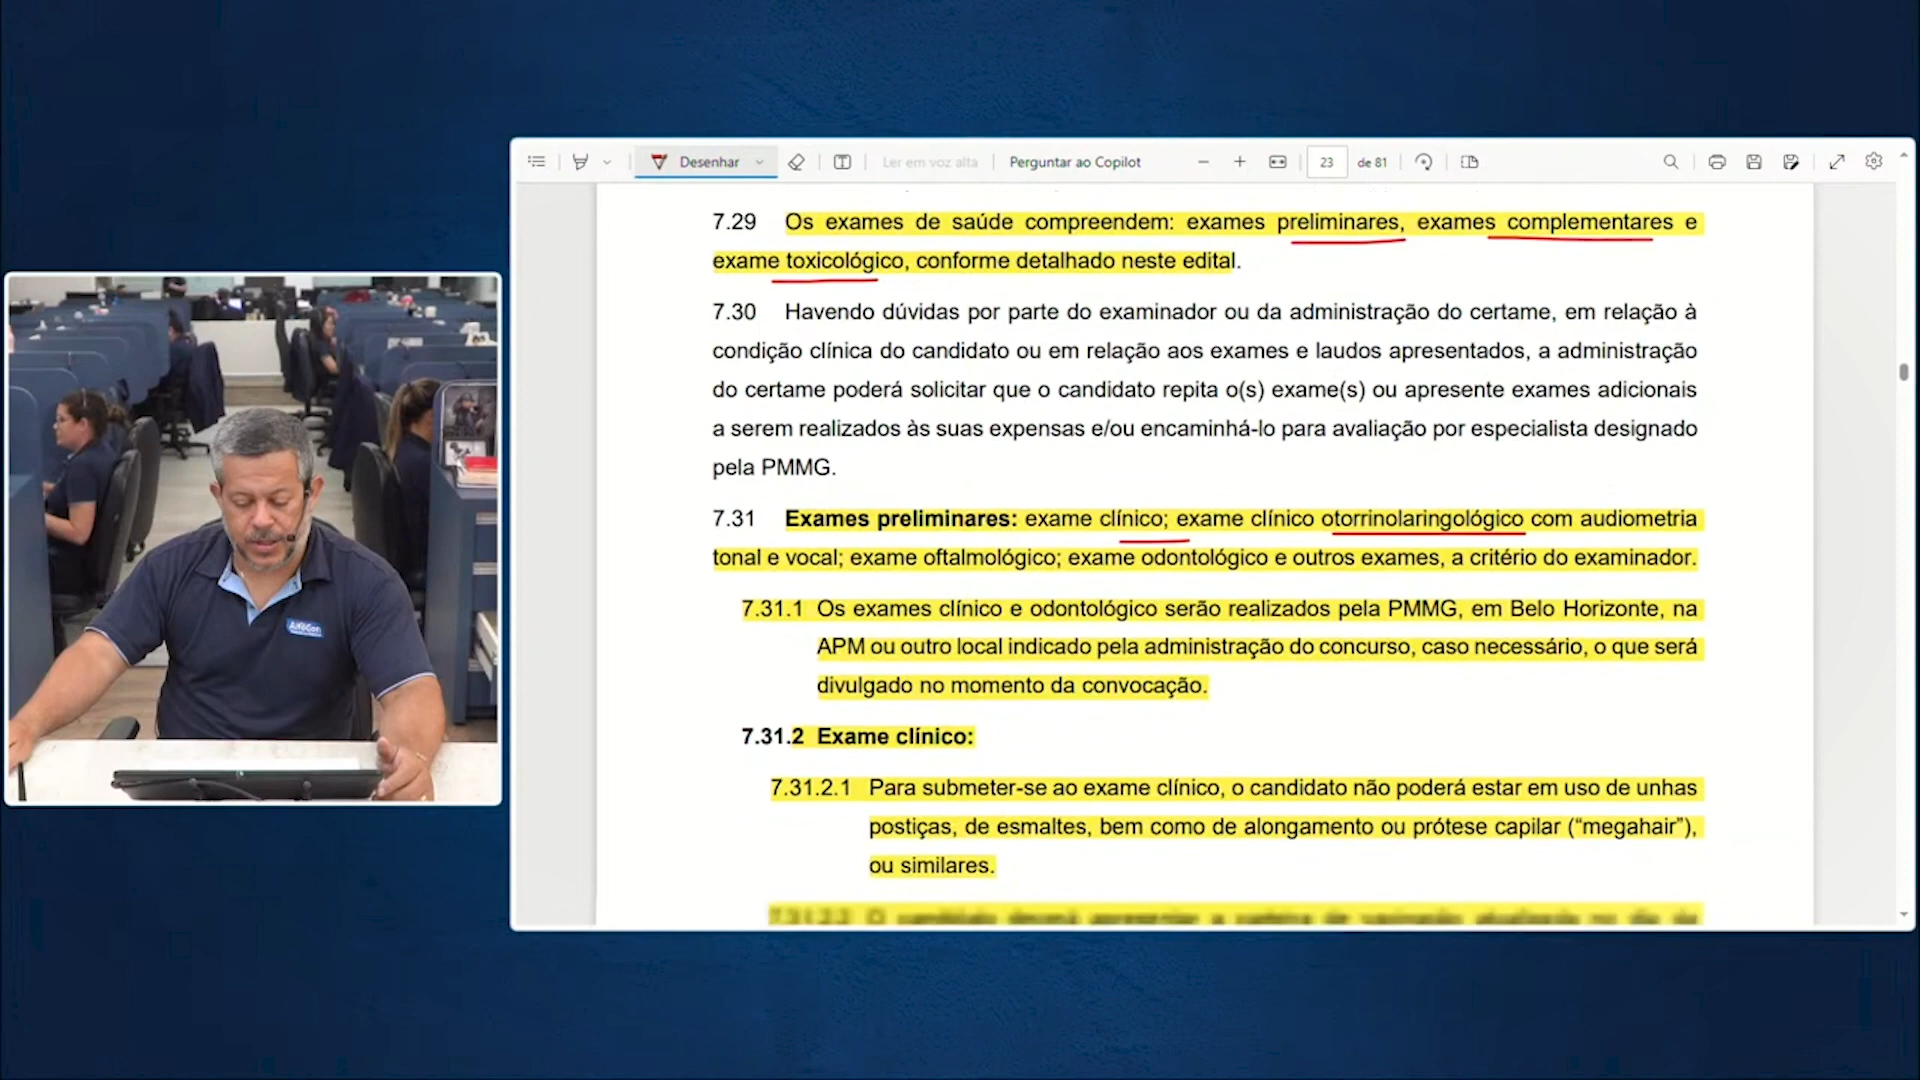 Desenhar
Ler em voz alta
Perguntar ao Copilot
23
de 81
7.29 Os exames de saúde compreendem: exames preliminares, exames complementares e
exame toxicológico, conforme detalhado neste edital.
7.30 Havendo dúvidas por parte do examinador ou da administração do certame, em relação à
condição clínica do candidato ou em relação aos exames e laudos apresentados, a administração
do certame poderá solicitar que o candidato repita o(s) exame(s) ou apresente exames adicionais
a serem realizados às suas expensas e/ou encaminhá-lo para avaliação por especialista designado
pela PMMG.
7.31 Exames preliminares: exame clínico; exame clínico otorrinolaringológico com audiometria
tonal e vocal; exame oftalmológico; exame odontológico e outros exames, a critério do examinador.
7.31.1 Os exames clínico e odontológico serão realizados pela PMMG, em Belo Horizonte, na
APM ou outro local indicado pela administração do concurso, caso necessário, o que será
divulgado no momento da convocação.
7.31.2 Exame clínico:
7.31.2.1 Para submeter-se ao exame clínico, o candidato não poderá estar em uso de unhas
postiças, de esmaltes, bem como de alongamento ou prótese capilar (“megahair”),
ou similares.